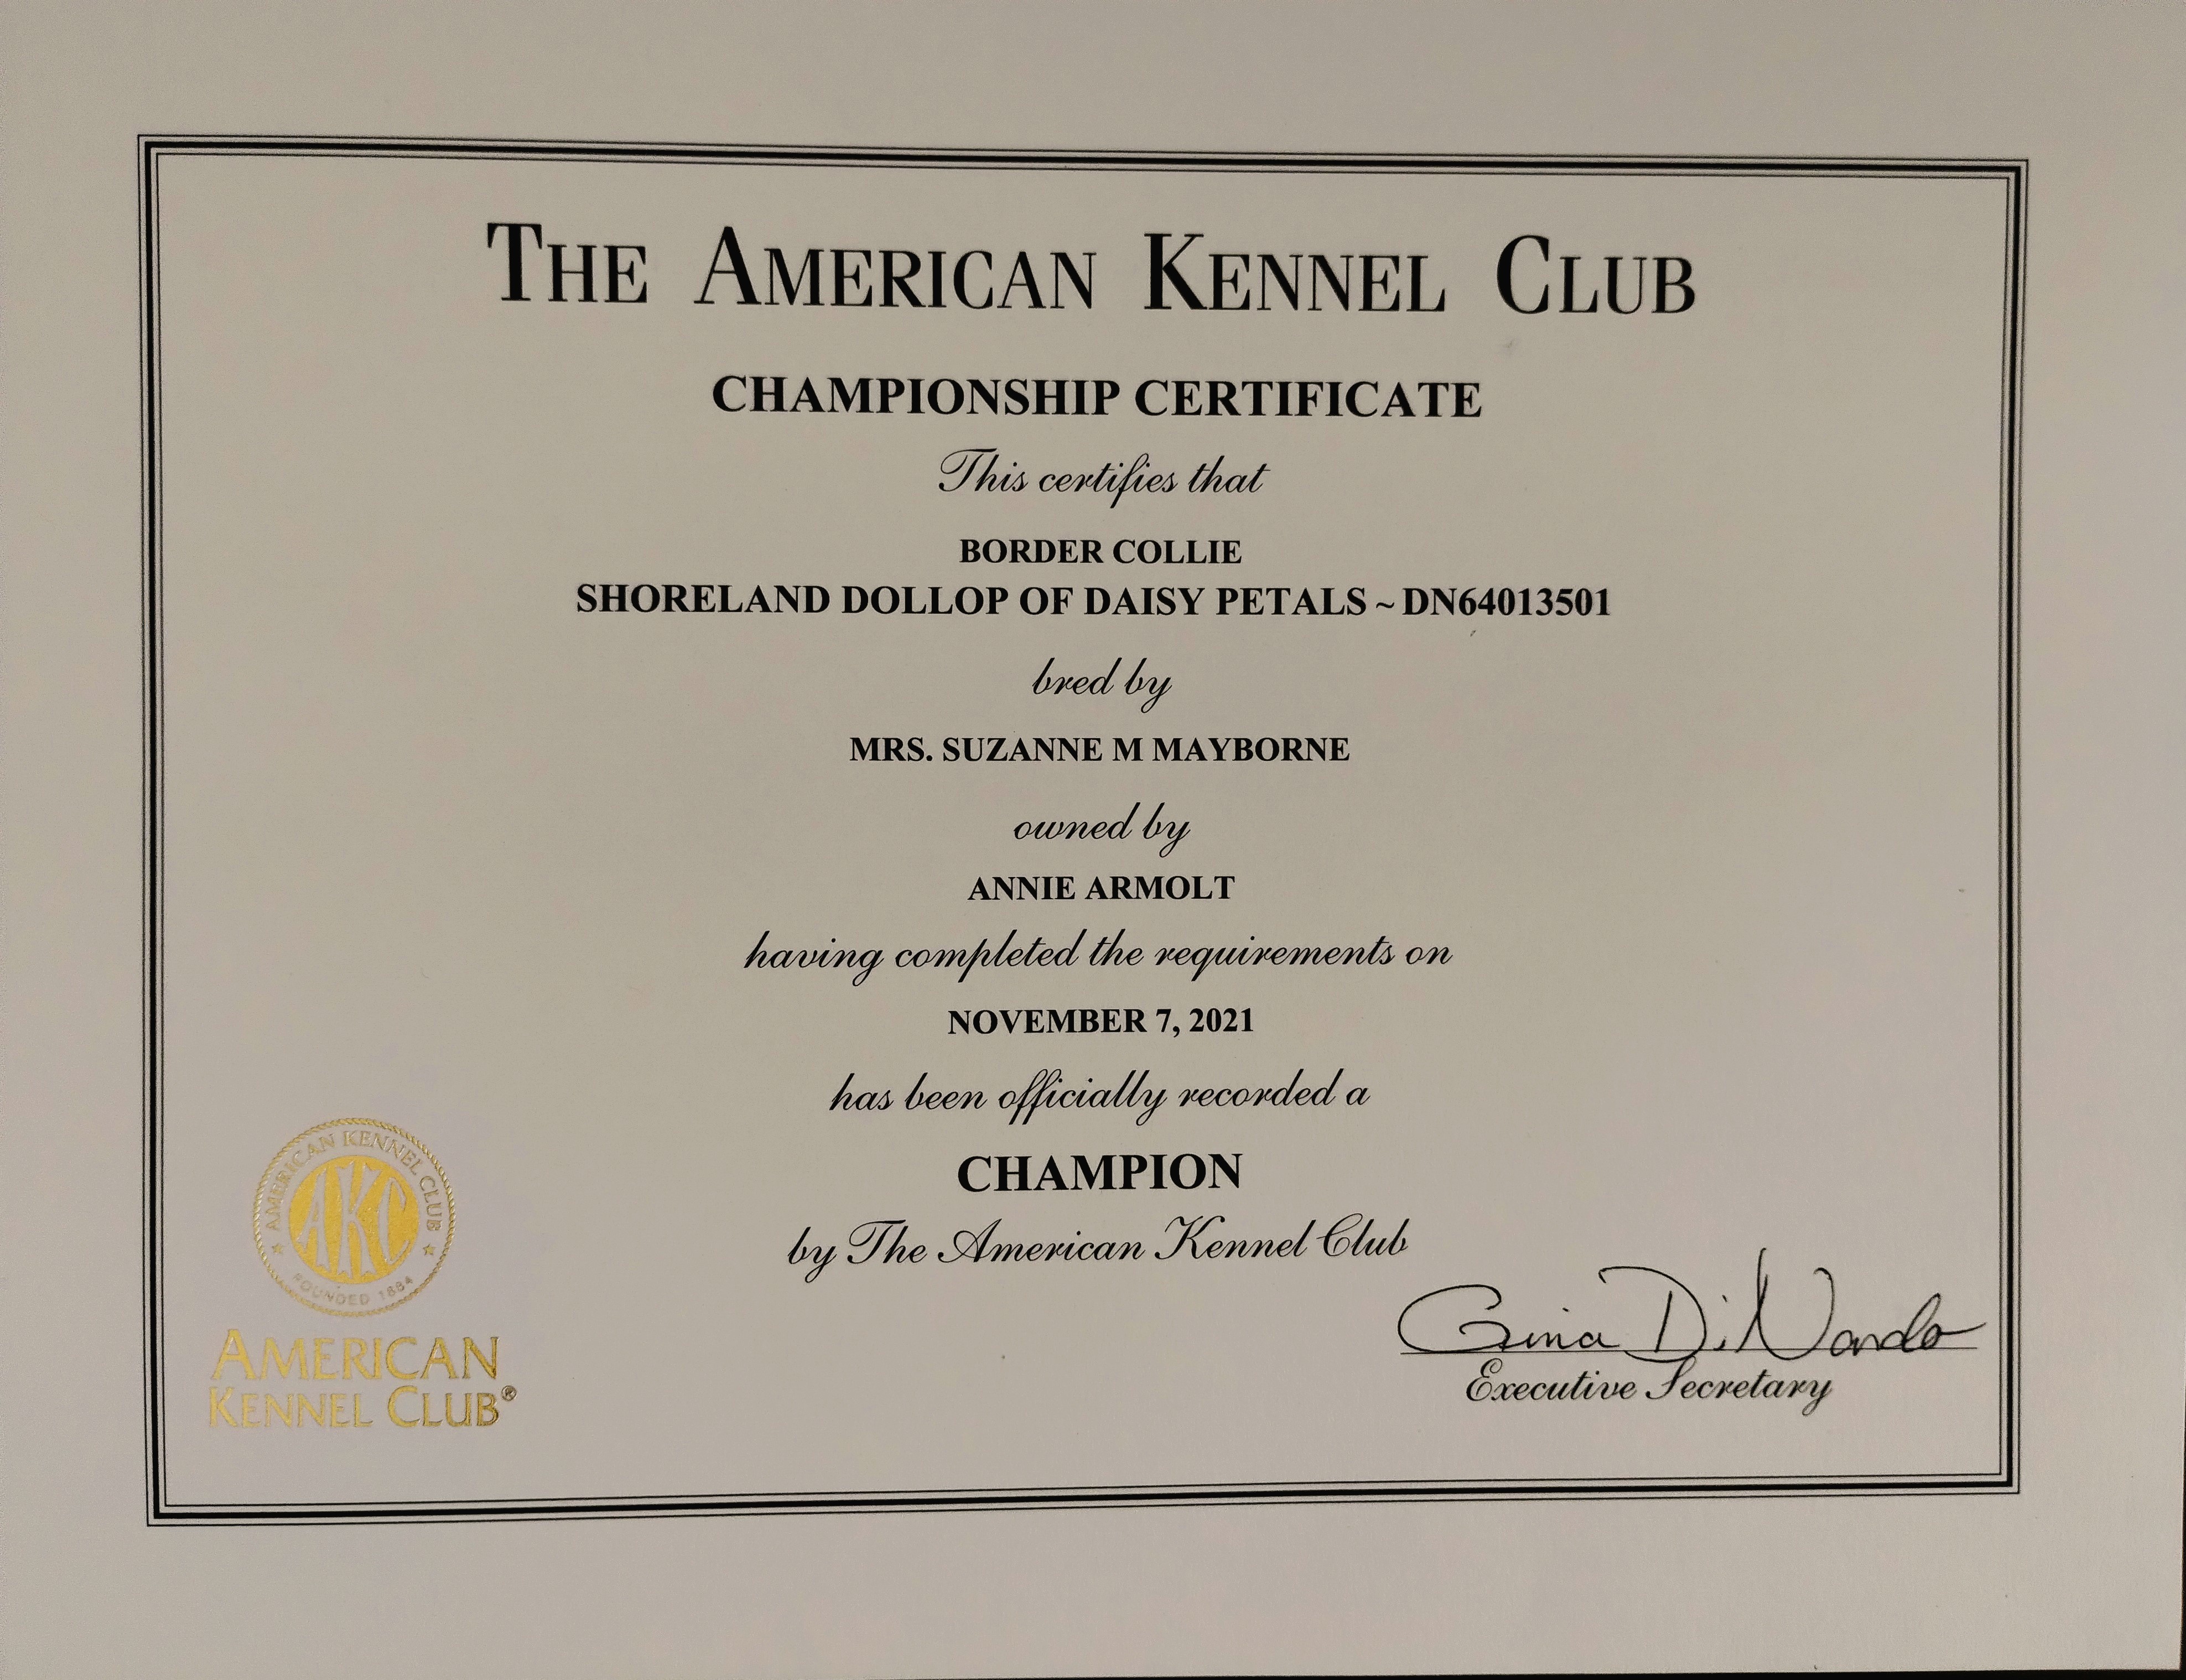 THE AMERICAN KENNEL CLUB
CHAMPIONSHIP CERTIFICATE
This certifies that
BORDER COLLIE
SHORELAND DOLLOP OF DAISY PETALS ~ DN64013501
bred by
MRS. SUZANNE M MAYBORNE
owned by
ANNIE ARMOLT
having completed the requirements on
NOVEMBER 7, 2021
has been officially recorded a
CHAMPION
by The American Kennel Club
AMERICAN KENNEL CLUB
AKC
FOUNDED 1884
AMERICAN
KENNEL CLUB®
Gina DiNardo
Executive Secretary